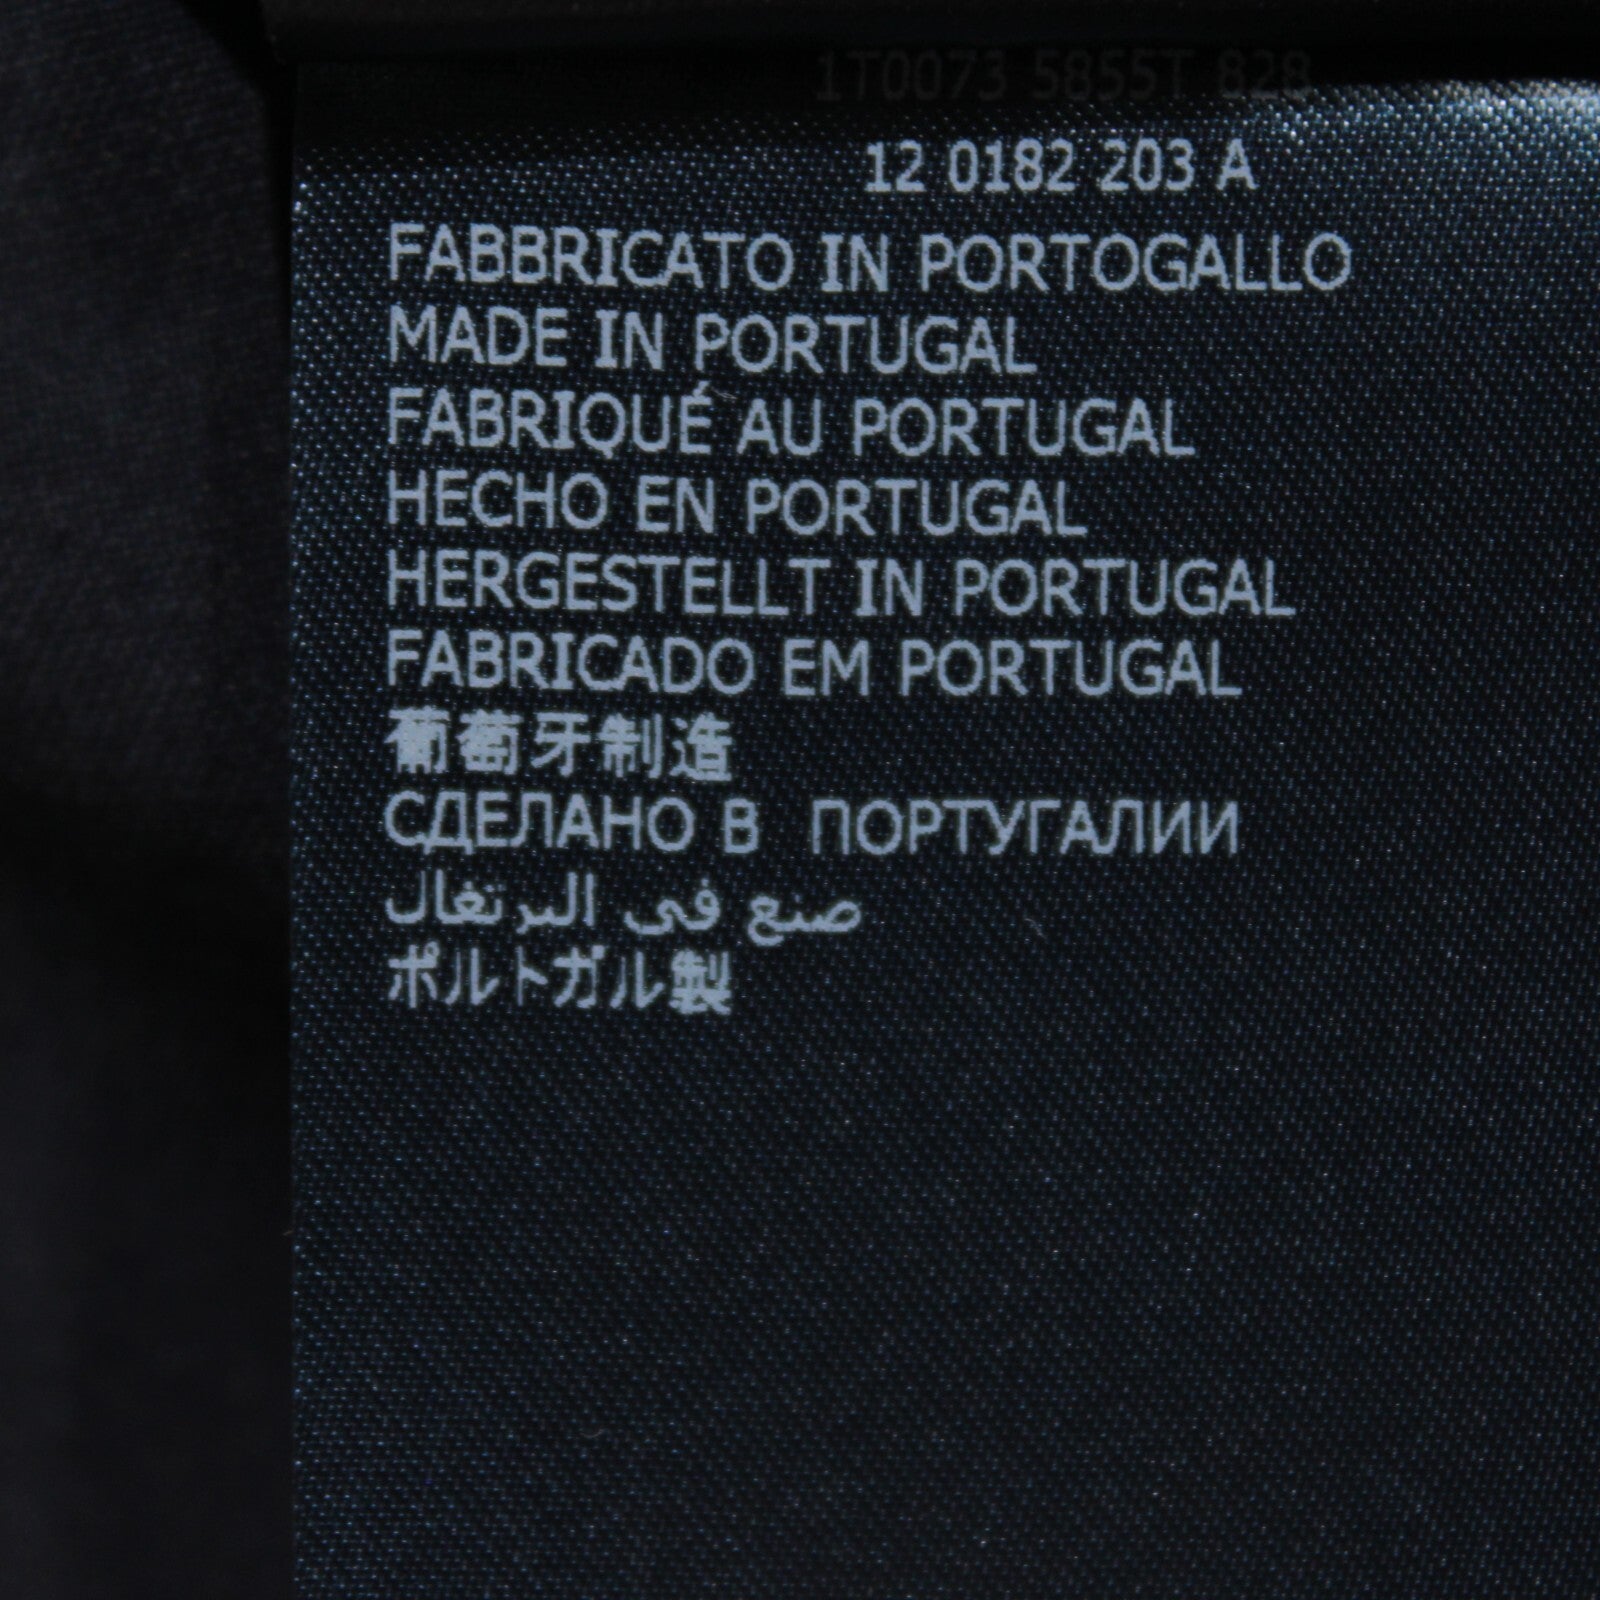 1T0073 5855T 828
12 0182 203 A
FABBRICATO IN PORTOGALLO
MADE IN PORTUGAL
FABRIQUÉ AU PORTUGAL
HECHO EN PORTUGAL
HERGESTELLT IN PORTUGAL
FABRICADO EM PORTUGAL
葡萄牙制造
СДЕЛАНО В ПОРТУГАЛИИ
صنع فى البرتغال
ポルトガル製